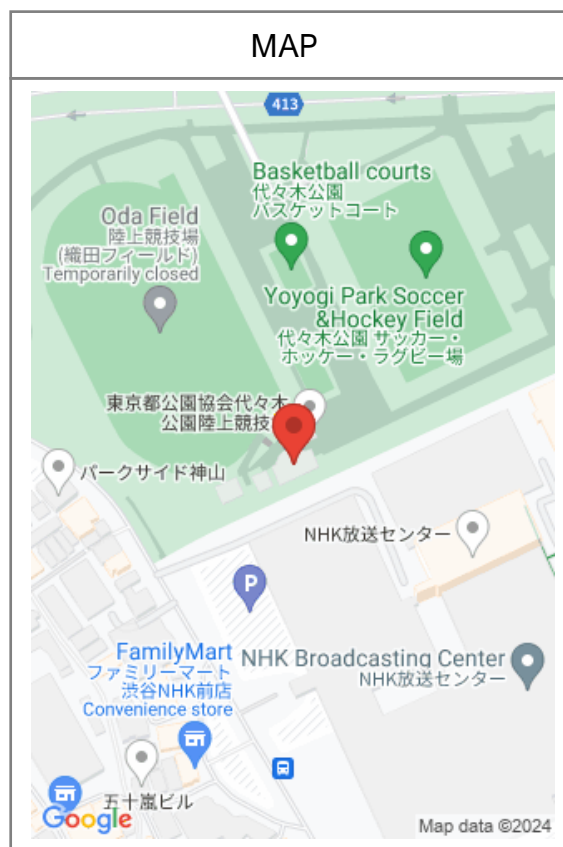 MAP
413
Basketball courts
代々木公園
バスケットコート
Oda Field
陸上競技場
(織田フィールド)
Temporarily closed
Yoyogi Park Soccer
&Hockey Field
代々木公園 サッカー・
ホッケー・ラグビー場
東京都公園協会代々木
公園陸上競技
パークサイド神山
NHK放送センター
P
FamilyMart
ファミリーマート
渋谷NHK前店
Convenience store
NHK Broadcasting Center
NHK放送センター
五十嵐ビル
Google
Map data ©2024